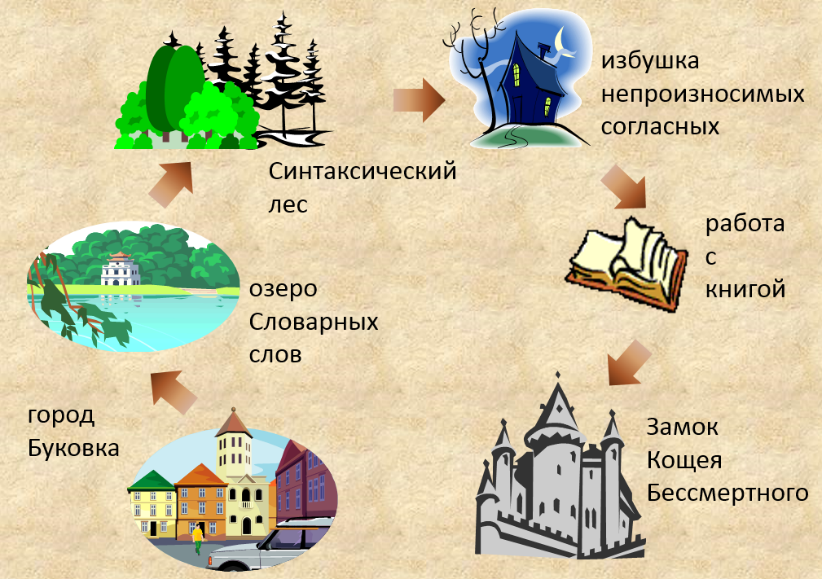 город
Буковка
озеро
Словарных
слов
Синтаксический
лес
избушка
непроизносимых
согласных
работа
с
книгой
Замок
Кощея
Бессмертного